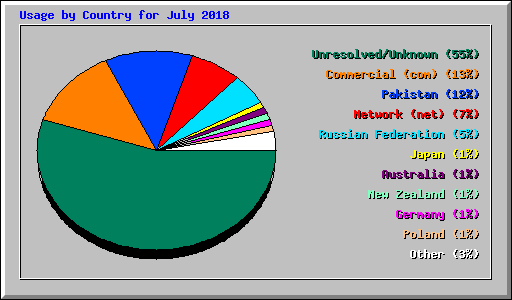 Usage by Country for July 2018
Unresolved/Unknown (55%)
Commercial (com) (13%)
Pakistan (12%)
Network (net) (7%)
Russian Federation (5%)
Japan (1%)
Australia (1%)
New Zealand (1%)
Germany (1%)
Poland (1%)
Other (3%)